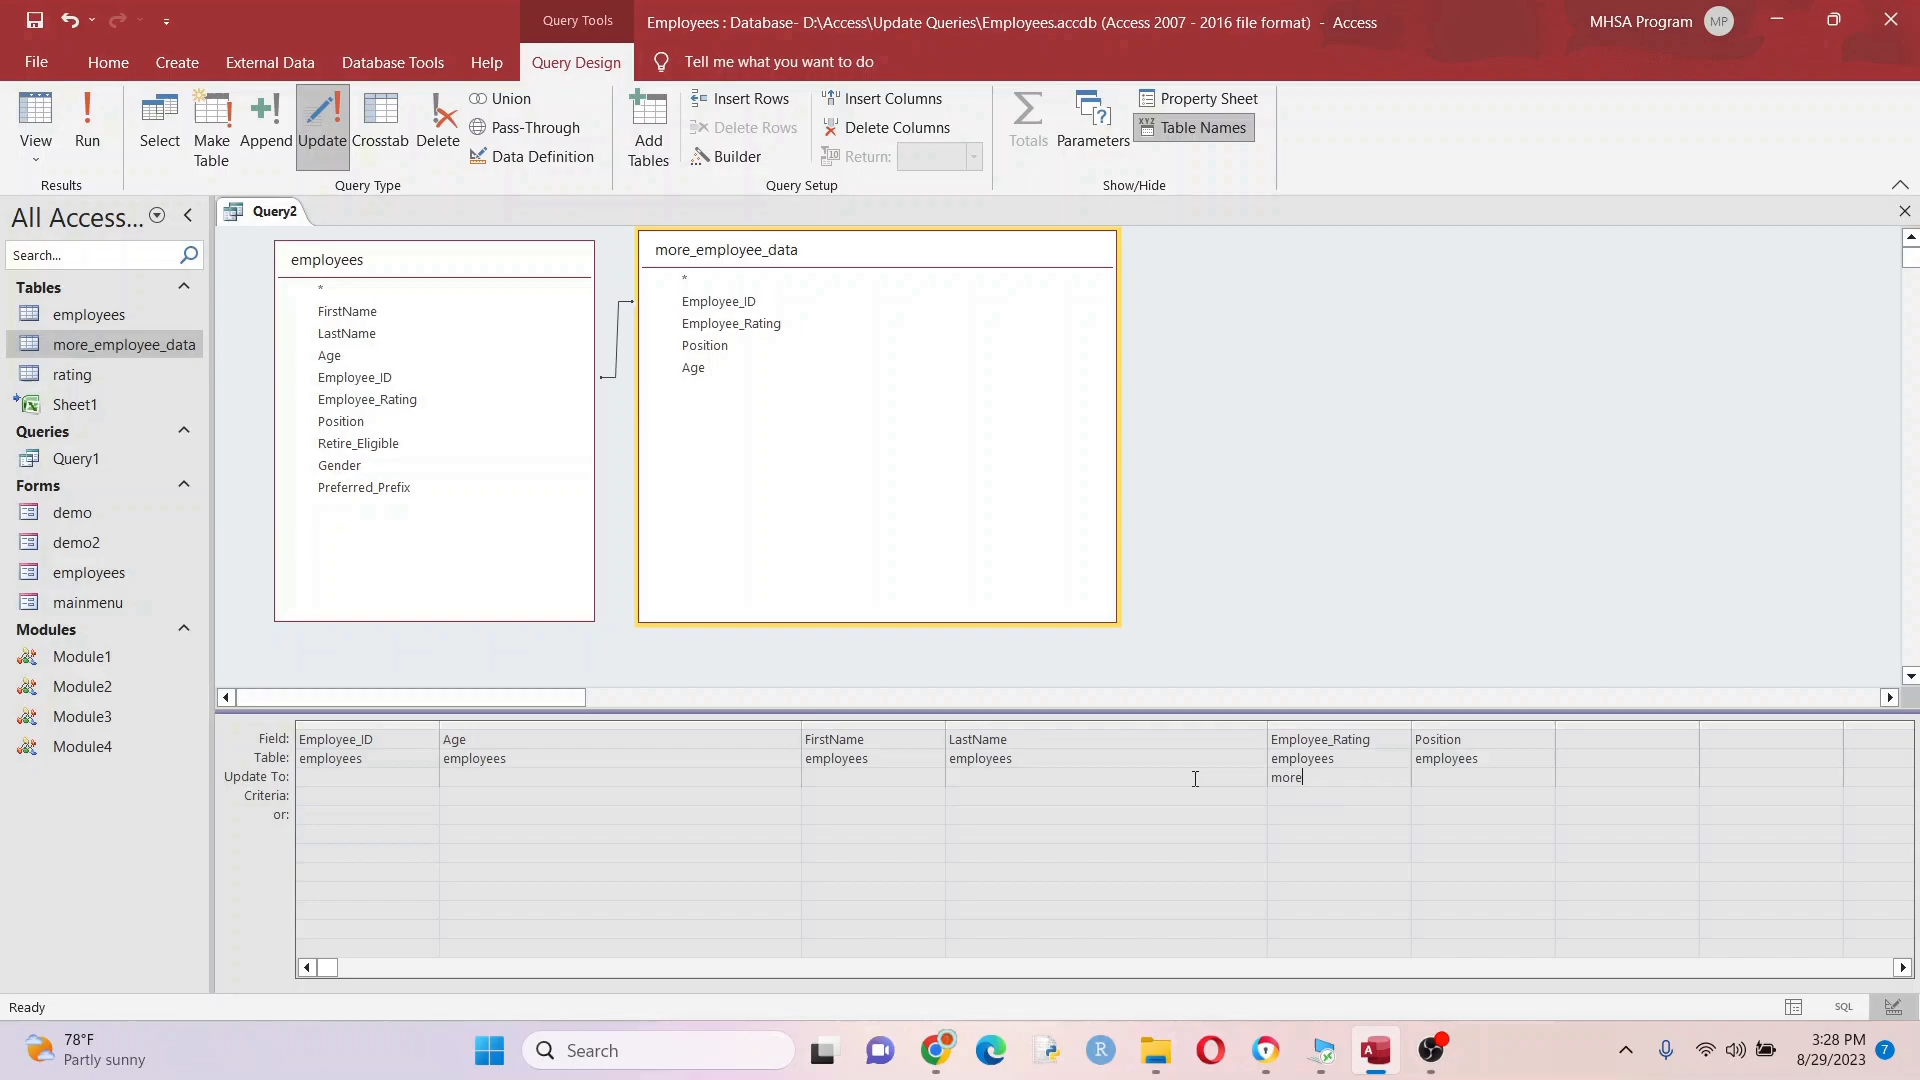 Query Tools
Employees : Database- D:\Access\Update Queries\Employees.accdb (Access 2007 - 2016 file format) - Access
MHSA Program
MP
File
Home
Create
External Data
Database Tools
Help
Query Design
Tell me what you want to do
View
Run
Select
Make Table
Append
Update
Crosstab
Delete
Union
Pass-Through
Data Definition
Add Tables
Insert Rows
Delete Rows
Builder
Insert Columns
Delete Columns
Return:
Totals
Parameters
Property Sheet
Table Names
Results
Query Type
Query Setup
Show/Hide
All Access...
Search...
Tables
employees
more_employee_data
rating
Sheet1
Queries
Query1
Forms
demo
demo2
employees
mainmenu
Modules
Module1
Module2
Module3
Module4
Query2
employees
*
FirstName
LastName
Age
Employee_ID
Employee_Rating
Position
Retire_Eligible
Gender
Preferred_Prefix
more_employee_data
*
Employee_ID
Employee_Rating
Position
Age
Field: Employee_ID Age FirstName LastName Employee_Rating Position
Table: employees employees employees employees employees employees
Update To: more
Criteria:
or:
Ready
SQL
78°F
Partly sunny
Search
3:28 PM
8/29/2023
7